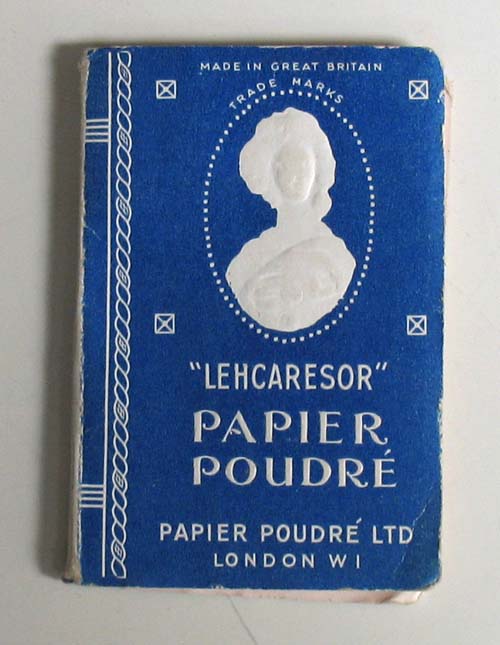 MADE IN GREAT BRITAIN
TRADE MARKS
"LEHCARESOR"
PAPIER
POUDRÉ
PAPIER POUDRÉ LTD
LONDON W1